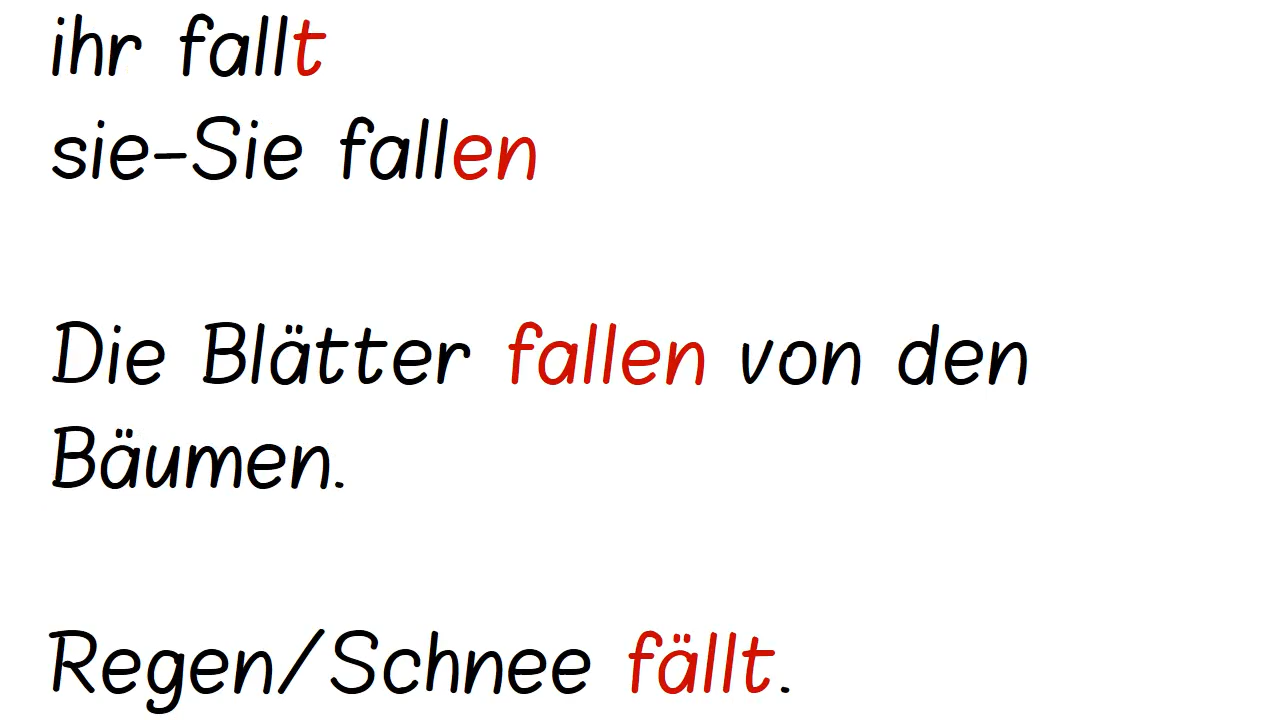 ihr fallt
sie-Sie fallen
Die Blätter fallen von den
Bäumen.
Regen/Schnee fällt.